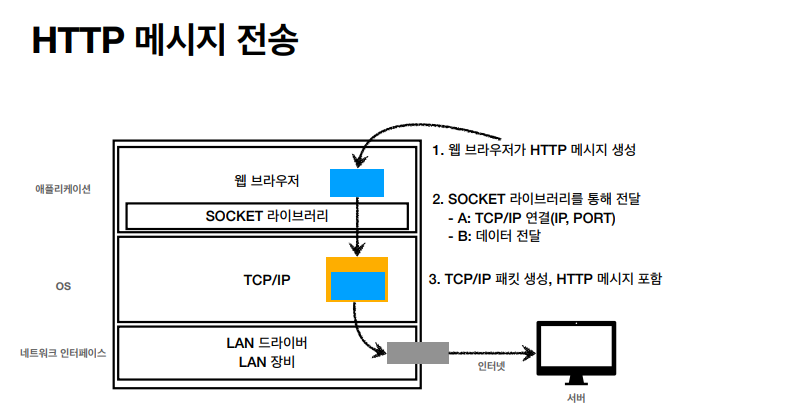 HTTP 메시지 전송
1. 웹 브라우저가 HTTP 메시지 생성
애플리케이션
웹 브라우저
SOCKET 라이브러리
2. SOCKET 라이브러리를 통해 전달
- A: TCP/IP 연결(IP, PORT)
- B: 데이터 전달
OS
TCP/IP
3. TCP/IP 패킷 생성, HTTP 메시지 포함
네트워크 인터페이스
LAN 드라이버
LAN 장비
인터넷
서버